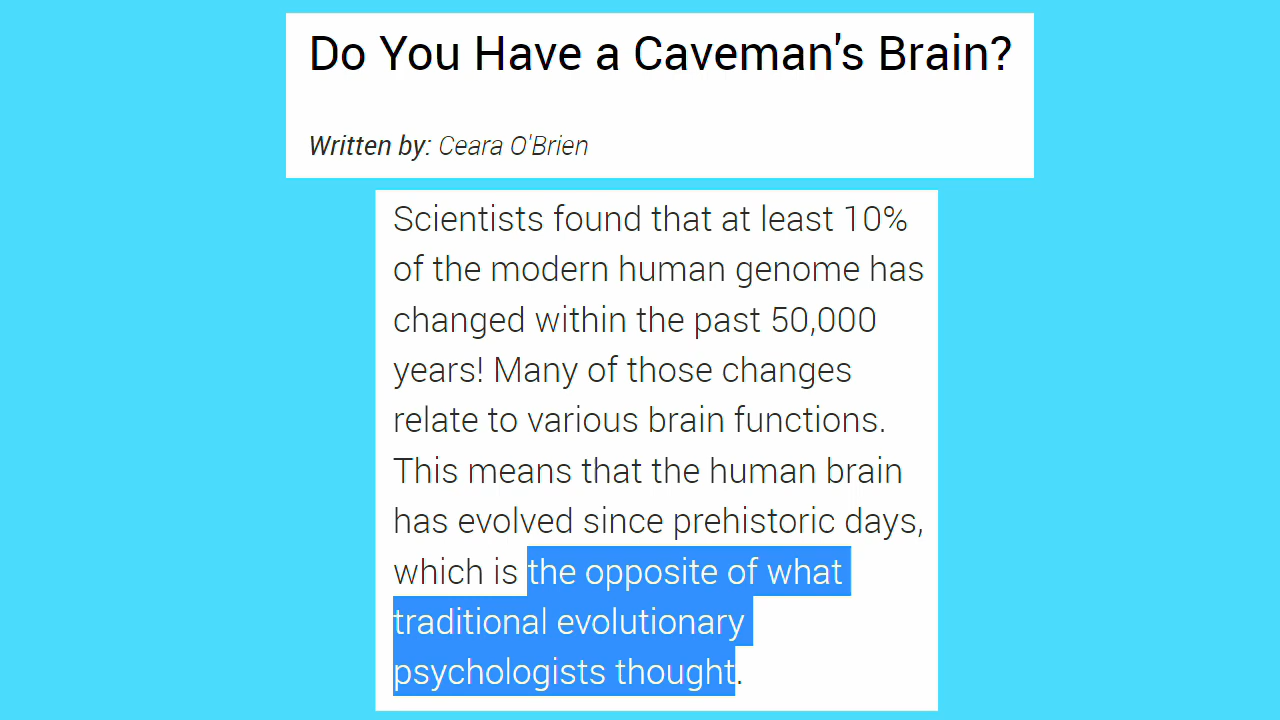 Do You Have a Caveman's Brain?
Written by: Ceara O'Brien
Scientists found that at least 10%
of the modern human genome has
changed within the past 50,000
years! Many of those changes
relate to various brain functions.
This means that the human brain
has evolved since prehistoric days,
which is the opposite of what
traditional evolutionary
psychologists thought.